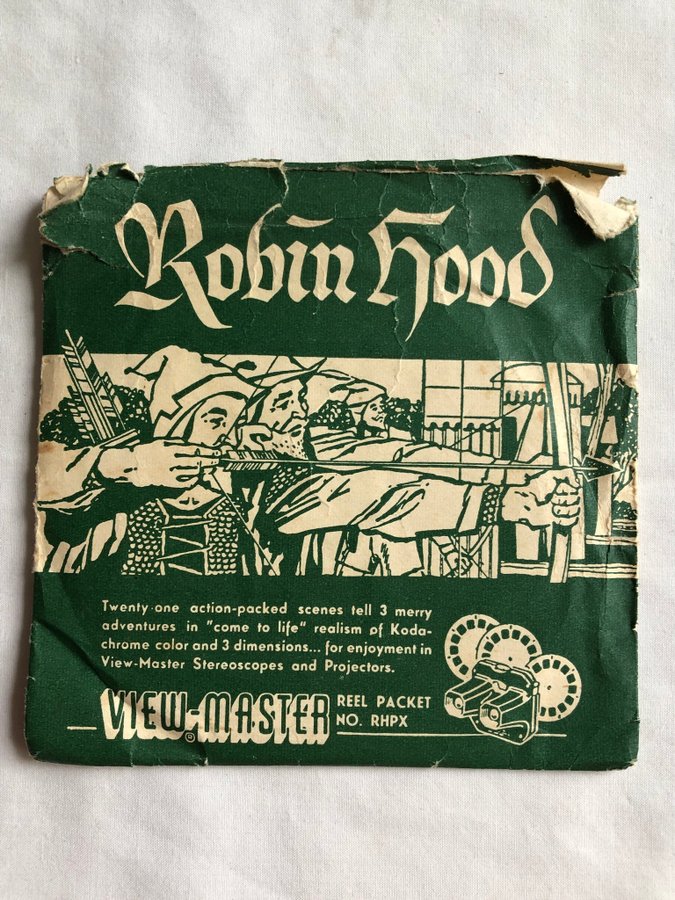 Robin Hood
Twenty-one action-packed scenes tell 3 merry
adventures in "come to life" realism of Koda-
chrome color and 3 dimensions... for enjoyment in
View-Master Stereoscopes and Projectors.
VIEW-MASTER
©
REEL PACKET
NO. RHPX